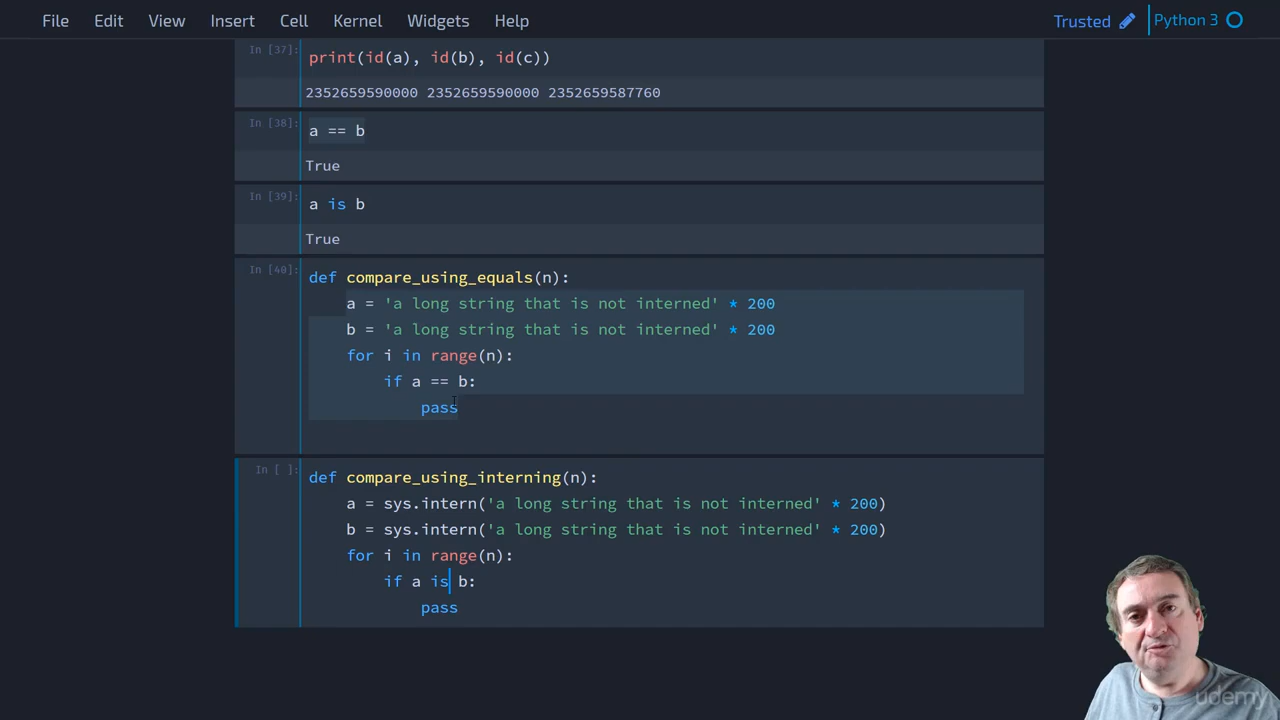 File Edit View Insert Cell Kernel Widgets Help Trusted Python 3
In [37]:
print(id(a), id(b), id(c))
2352659590000 2352659590000 2352659587760
In [38]:
a == b
True
In [39]:
a is b
True
In [40]:
def compare_using_equals(n):
    a = 'a long string that is not interned' * 200
    b = 'a long string that is not interned' * 200
    for i in range(n):
        if a == b:
            pass
In [ ]:
def compare_using_interning(n):
    a = sys.intern('a long string that is not interned' * 200)
    b = sys.intern('a long string that is not interned' * 200)
    for i in range(n):
        if a is b:
            pass
udemy